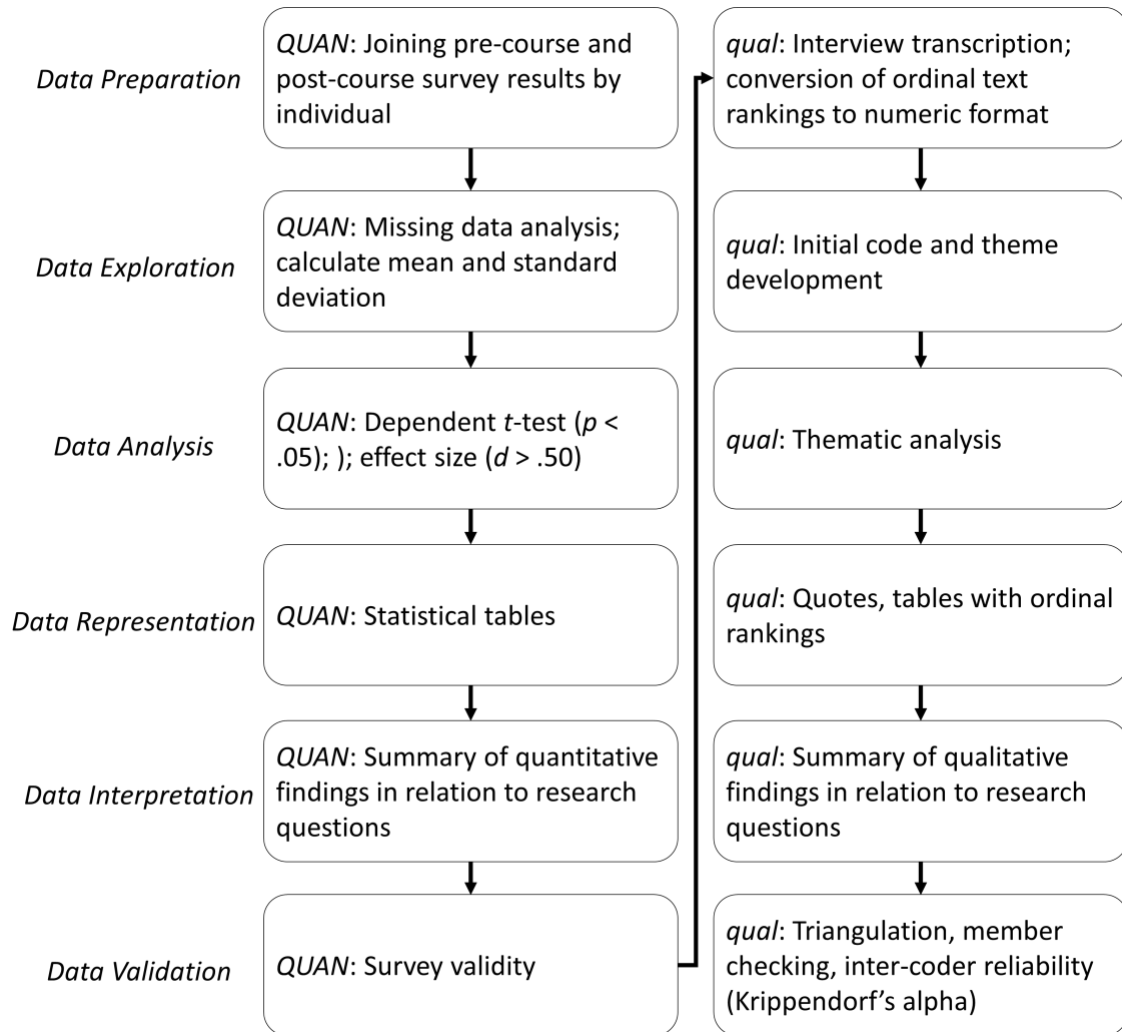 Data Preparation
QUAN: Joining pre-course and
post-course survey results by
individual
qual: Interview transcription;
conversion of ordinal text
rankings to numeric format
Data Exploration
QUAN: Missing data analysis;
calculate mean and standard
deviation
qual: Initial code and theme
development
Data Analysis
QUAN: Dependent t-test (p <
.05); ); effect size (d > .50)
qual: Thematic analysis
Data Representation
QUAN: Statistical tables
qual: Quotes, tables with ordinal
rankings
Data Interpretation
QUAN: Summary of quantitative
findings in relation to research
questions
qual: Summary of qualitative
findings in relation to research
questions
Data Validation
QUAN: Survey validity
qual: Triangulation, member
checking, inter-coder reliability
(Krippendorf’s alpha)